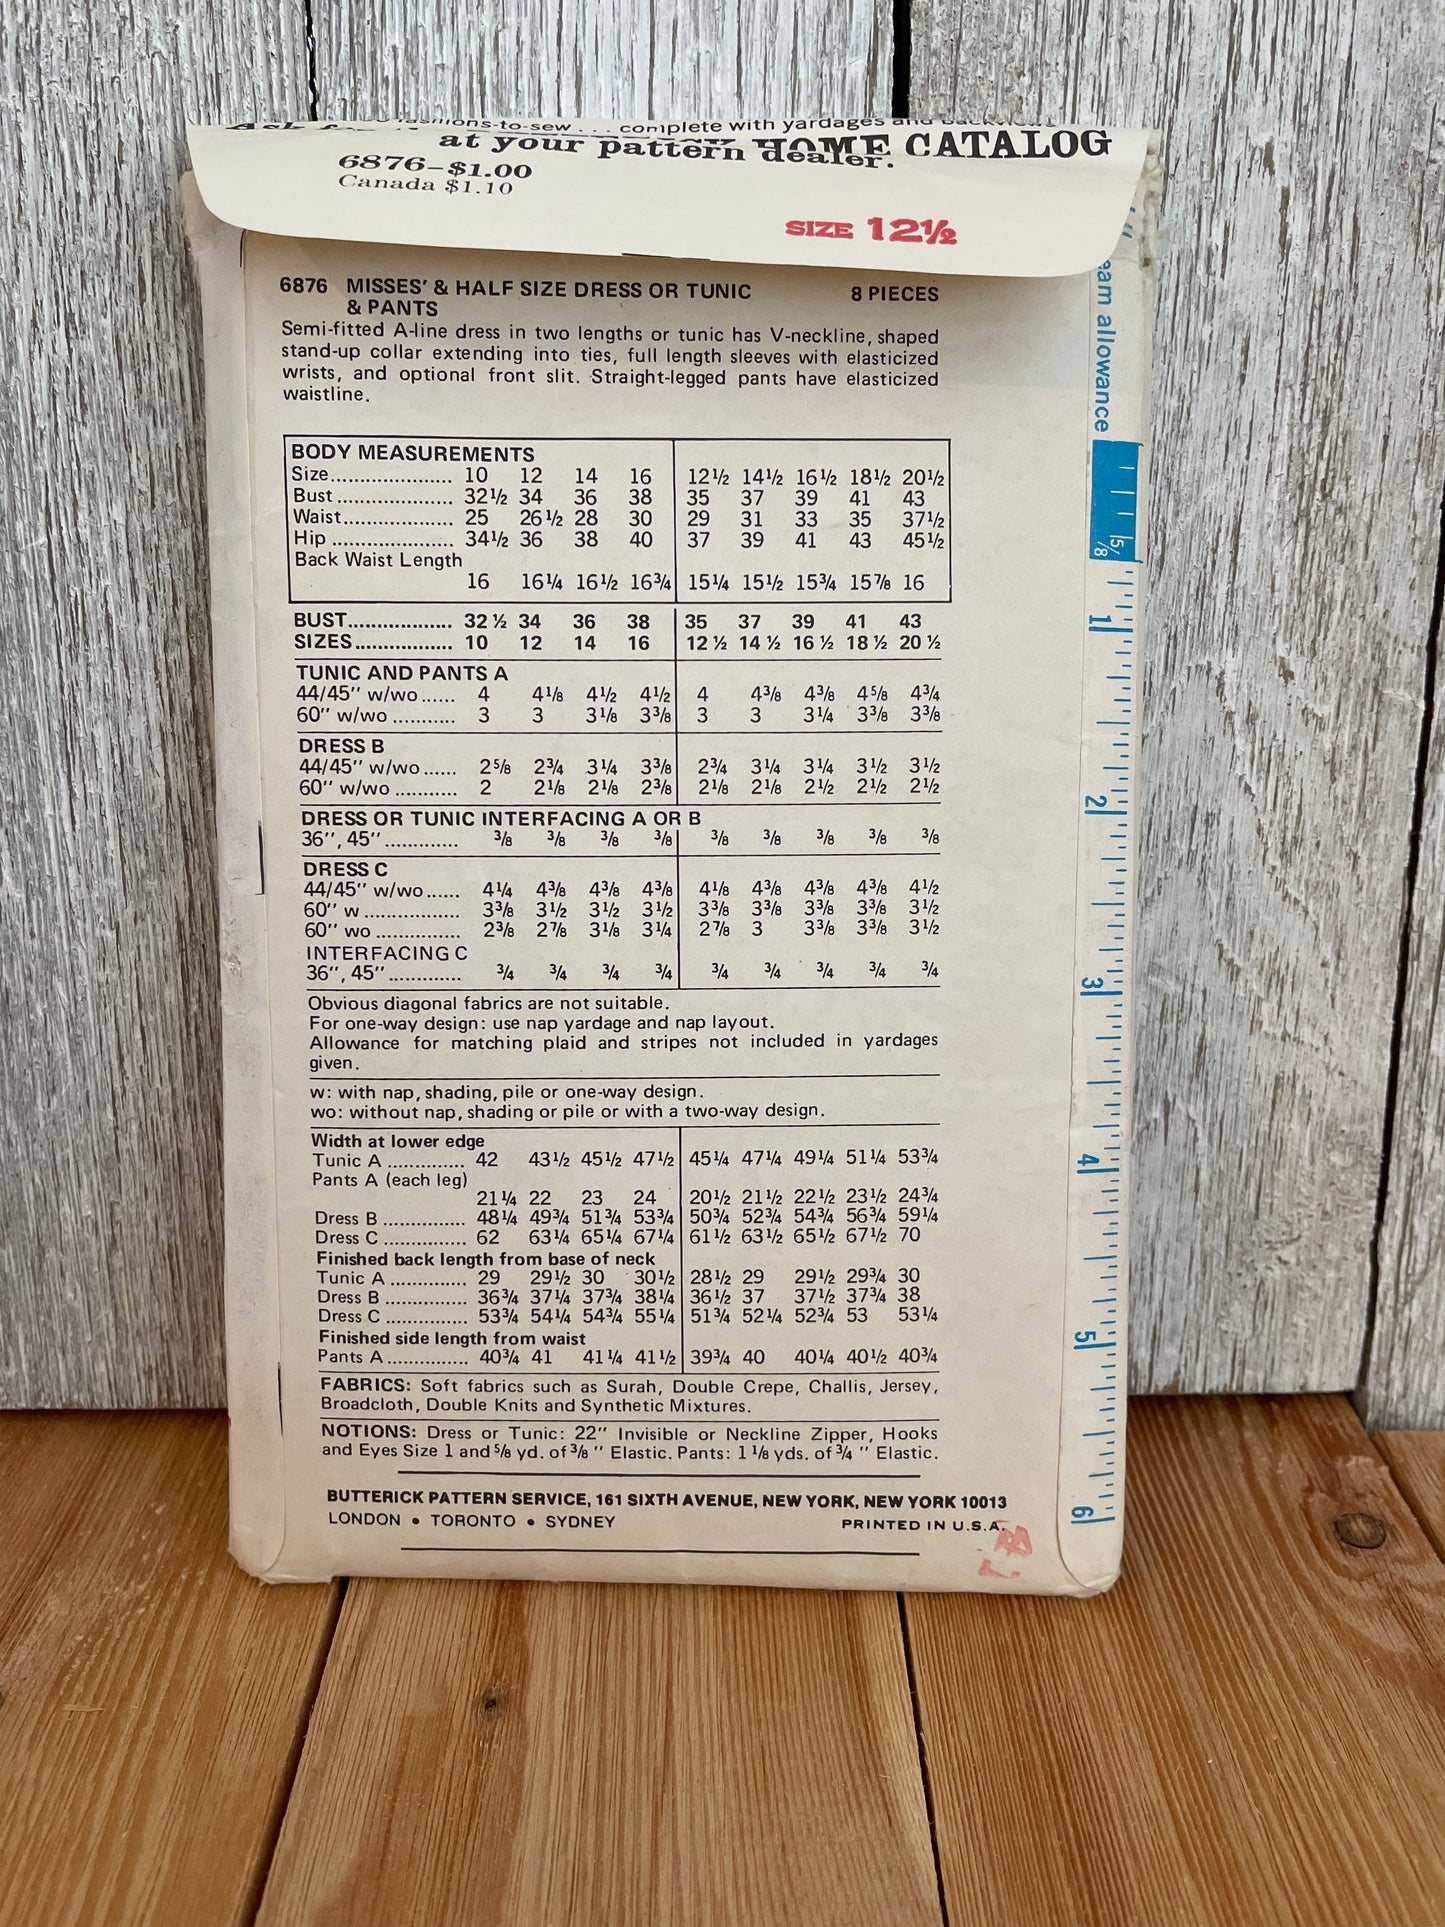 fashions-to-sew . . . complete with yardages and
Ask HOME CATALOG
at your pattern dealer.
6876–$1.00
Canada $1.10
SIZE 12½
6876 MISSES' & HALF SIZE DRESS OR TUNIC 8 PIECES
& PANTS
Semi-fitted A-line dress in two lengths or tunic has V-neckline, shaped
stand-up collar extending into ties, full length sleeves with elasticized
wrists, and optional front slit. Straight-legged pants have elasticized
waistline.
BODY MEASUREMENTS
Size..................... 10 12 14 16 12½ 14½ 16½ 18½ 20½
Bust .................... 32½ 34 36 38 35 37 39 41 43
Waist................... 25 26½ 28 30 29 31 33 35 37½
Hip ..................... 34½ 36 38 40 37 39 41 43 45½
Back Waist Length
16 16¼ 16½ 16¾ 15¼ 15½ 15¾ 15⅞ 16
BUST................... 32 ½ 34 36 38 35 37 39 41 43
SIZES.................. 10 12 14 16 12 ½ 14 ½ 16 ½ 18 ½ 20 ½
TUNIC AND PANTS A
44/45" w/wo ...... 4 4⅛ 4½ 4½ 4 4⅜ 4⅜ 4⅝ 4¾
60" w/wo ........... 3 3 3⅛ 3⅜ 3 3 3¼ 3⅜ 3⅜
DRESS B
44/45" w/wo ...... 2⅝ 2¾ 3¼ 3⅜ 2¾ 3¼ 3¼ 3½ 3½
60" w/wo ........... 2 2⅛ 2⅛ 2⅜ 2⅛ 2⅛ 2½ 2½ 2½
DRESS OR TUNIC INTERFACING A OR B
36", 45" ............. ⅜ ⅜ ⅜ ⅜ ⅜ ⅜ ⅜ ⅜ ⅜
DRESS C
44/45" w/wo ...... 4¼ 4⅜ 4⅜ 4⅜ 4⅛ 4⅜ 4⅜ 4⅜ 4½
60" w ................. 3⅜ 3½ 3½ 3½ 3⅜ 3⅜ 3⅜ 3⅜ 3½
60" wo ............... 2⅜ 2⅞ 3⅛ 3¼ 2⅞ 3 3⅜ 3⅜ 3½
INTERFACING C
36", 45" ............. ¾ ¾ ¾ ¾ ¾ ¾ ¾ ¾ ¾
Obvious diagonal fabrics are not suitable.
For one-way design: use nap yardage and nap layout.
Allowance for matching plaid and stripes not included in yardages
given.
w: with nap, shading, pile or one-way design.
wo: without nap, shading or pile or with a two-way design.
Width at lower edge
Tunic A .............. 42 43½ 45½ 47½ 45¼ 47¼ 49¼ 51¼ 53¾
Pants A (each leg)
21¼ 22 23 24 20½ 21½ 22½ 23½ 24¾
Dress B ............... 48¼ 49¾ 51¾ 53¾ 50¾ 52¾ 54¾ 56¾ 59¼
Dress C ............... 62 63¼ 65¼ 67¼ 61½ 63½ 65½ 67½ 70
Finished back length from base of neck
Tunic A .............. 29 29½ 30 30½ 28½ 29 29½ 29¾ 30
Dress B ............... 36¾ 37¼ 37¾ 38¼ 36½ 37 37½ 37¾ 38
Dress C ............... 53¾ 54¼ 54¾ 55¼ 51¾ 52¼ 52¾ 53 53¼
Finished side length from waist
Pants A............... 40¾ 41 41¼ 41½ 39¾ 40 40¼ 40½ 40¾
FABRICS: Soft fabrics such as Surah, Double Crepe, Challis, Jersey,
Broadcloth, Double Knits and Synthetic Mixtures.
NOTIONS: Dress or Tunic: 22" Invisible or Neckline Zipper, Hooks
and Eyes Size 1 and ⅝ yd. of ⅜ " Elastic. Pants: 1 ⅛ yds. of ¾ " Elastic.
BUTTERICK PATTERN SERVICE, 161 SIXTH AVENUE, NEW YORK, NEW YORK 10013
LONDON • TORONTO • SYDNEY PRINTED IN U.S.A.
allowance
5/8
1
2
3
4
5
6